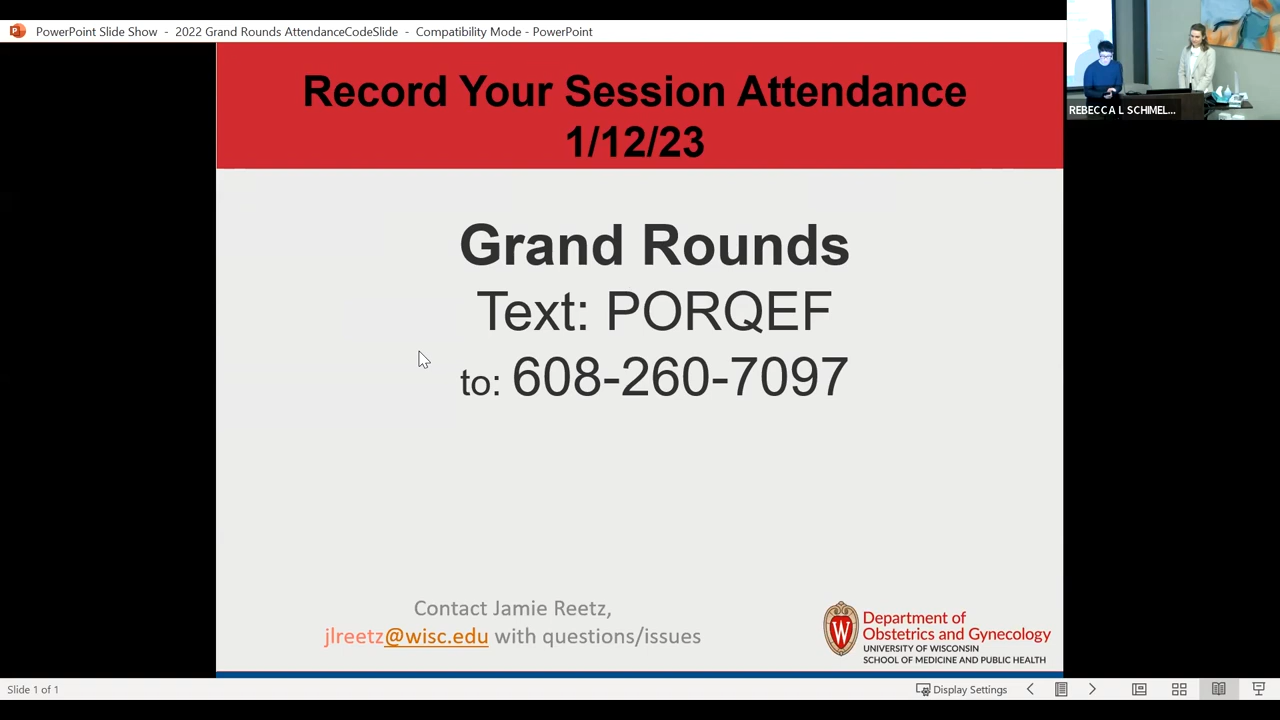 PowerPoint Slide Show - 2022 Grand Rounds AttendanceCodeSlide - Compatibility Mode - PowerPoint
REBECCA L SCHIMEL...
Record Your Session Attendance
1/12/23
Grand Rounds
Text: PORQEF
to: 608-260-7097
Contact Jamie Reetz,
jlreetz@wisc.edu with questions/issues
W
Department of
Obstetrics and Gynecology
UNIVERSITY OF WISCONSIN
SCHOOL OF MEDICINE AND PUBLIC HEALTH
Slide 1 of 1
Display Settings